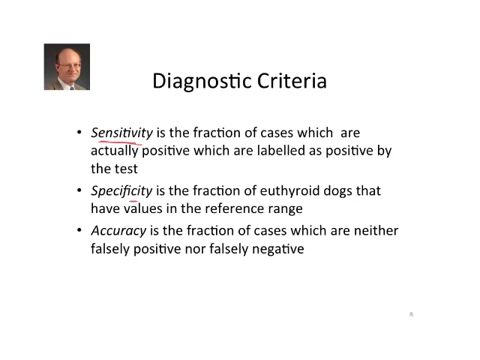 Diagnostic Criteria
• Sensitivity is the fraction of cases which are
actually positive which are labelled as positive by
the test
• Specificity is the fraction of euthyroid dogs that
have values in the reference range
• Accuracy is the fraction of cases which are neither
falsely positive nor falsely negative